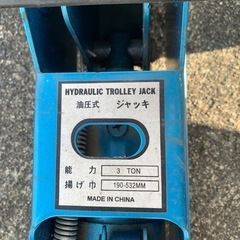 HYDRAULIC TROLLEY JACK
油圧式 ジャッキ
能力 3 TON
揚げ巾 190-532MM
MADE IN CHINA